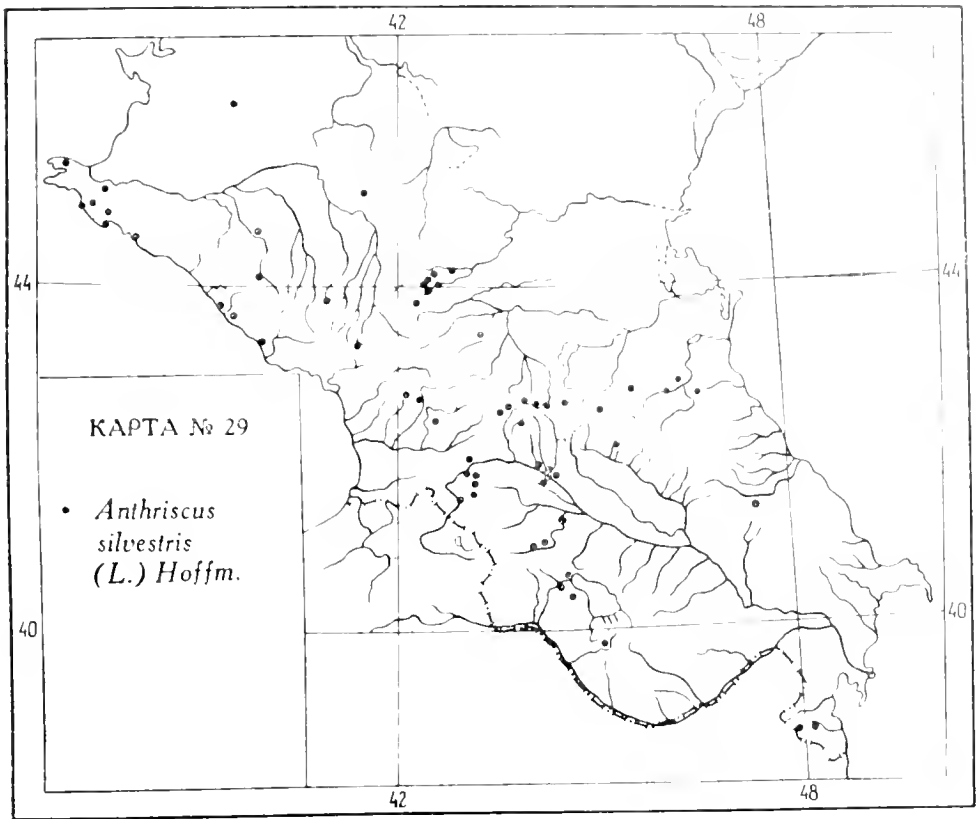 42 48
44 44
КАРТА № 29
• Anthriscus
silvestris
(L.) Hoffm.
40 40
42 48